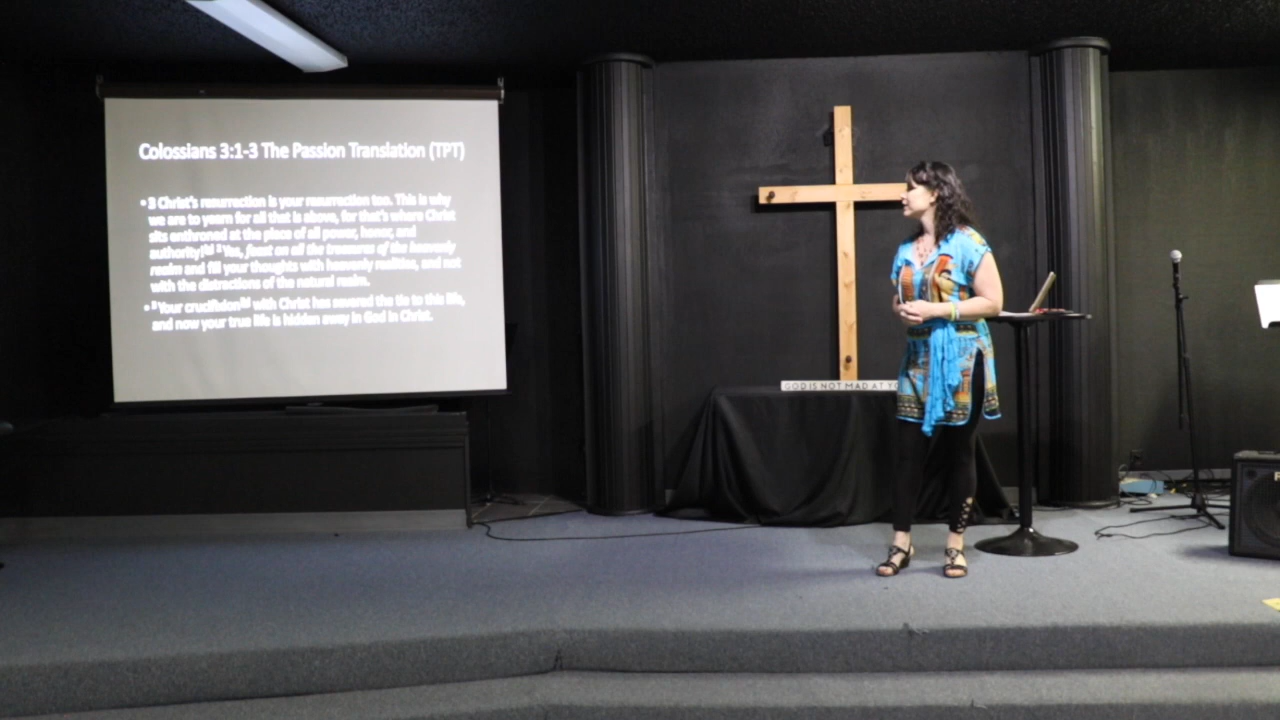 Colossians 3:1-3 The Passion Translation (TPT)
• 3 Christ's resurrection is your resurrection too. This is why
we are to yearn for all that is above, for that's where Christ
sits enthroned at the place of all power, honor, and
authority![a] 2 Yes, feast on all the treasures of the heavenly
realm and fill your thoughts with heavenly realities, and not
with the distractions of the natural realm.
• 3 Your crucifixion[b] with Christ has severed the tie to this life,
and now your true life is hidden away in God in Christ.
GOD IS NOT MAD AT YO